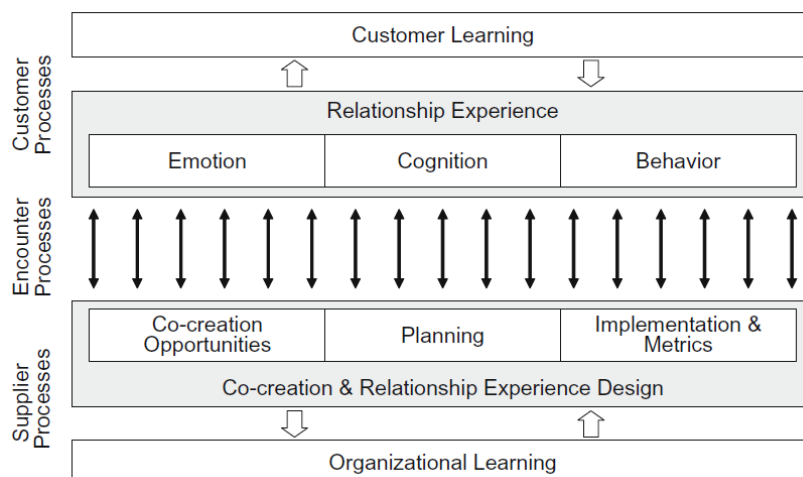 Customer Learning
Customer
Processes
Relationship Experience
Emotion
Cognition
Behavior
Encounter
Processes
Co-creation
Opportunities
Planning
Implementation &
Metrics
Supplier
Processes
Co-creation & Relationship Experience Design
Organizational Learning